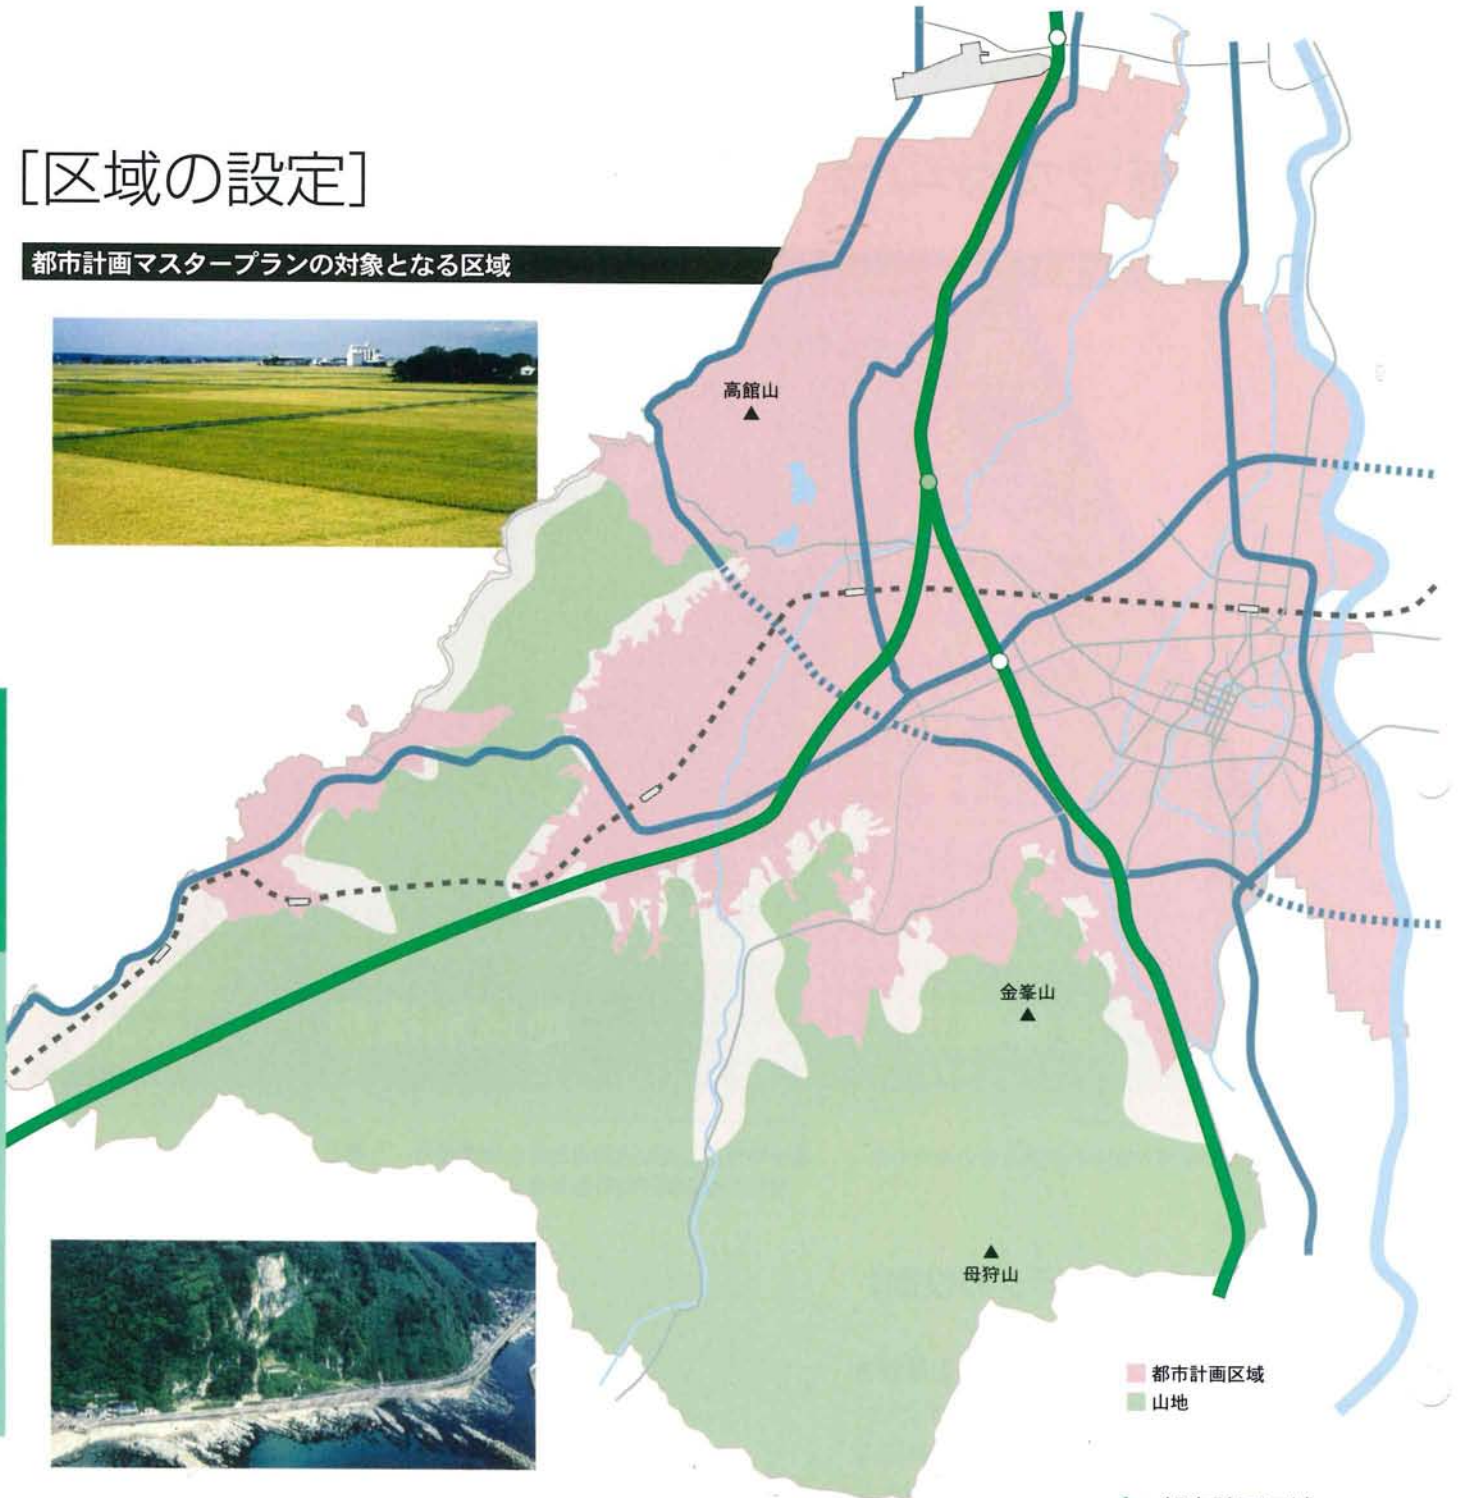 [区域の設定]
都市計画マスタープランの対象となる区域
高館山
金峯山
母狩山
都市計画区域
山地